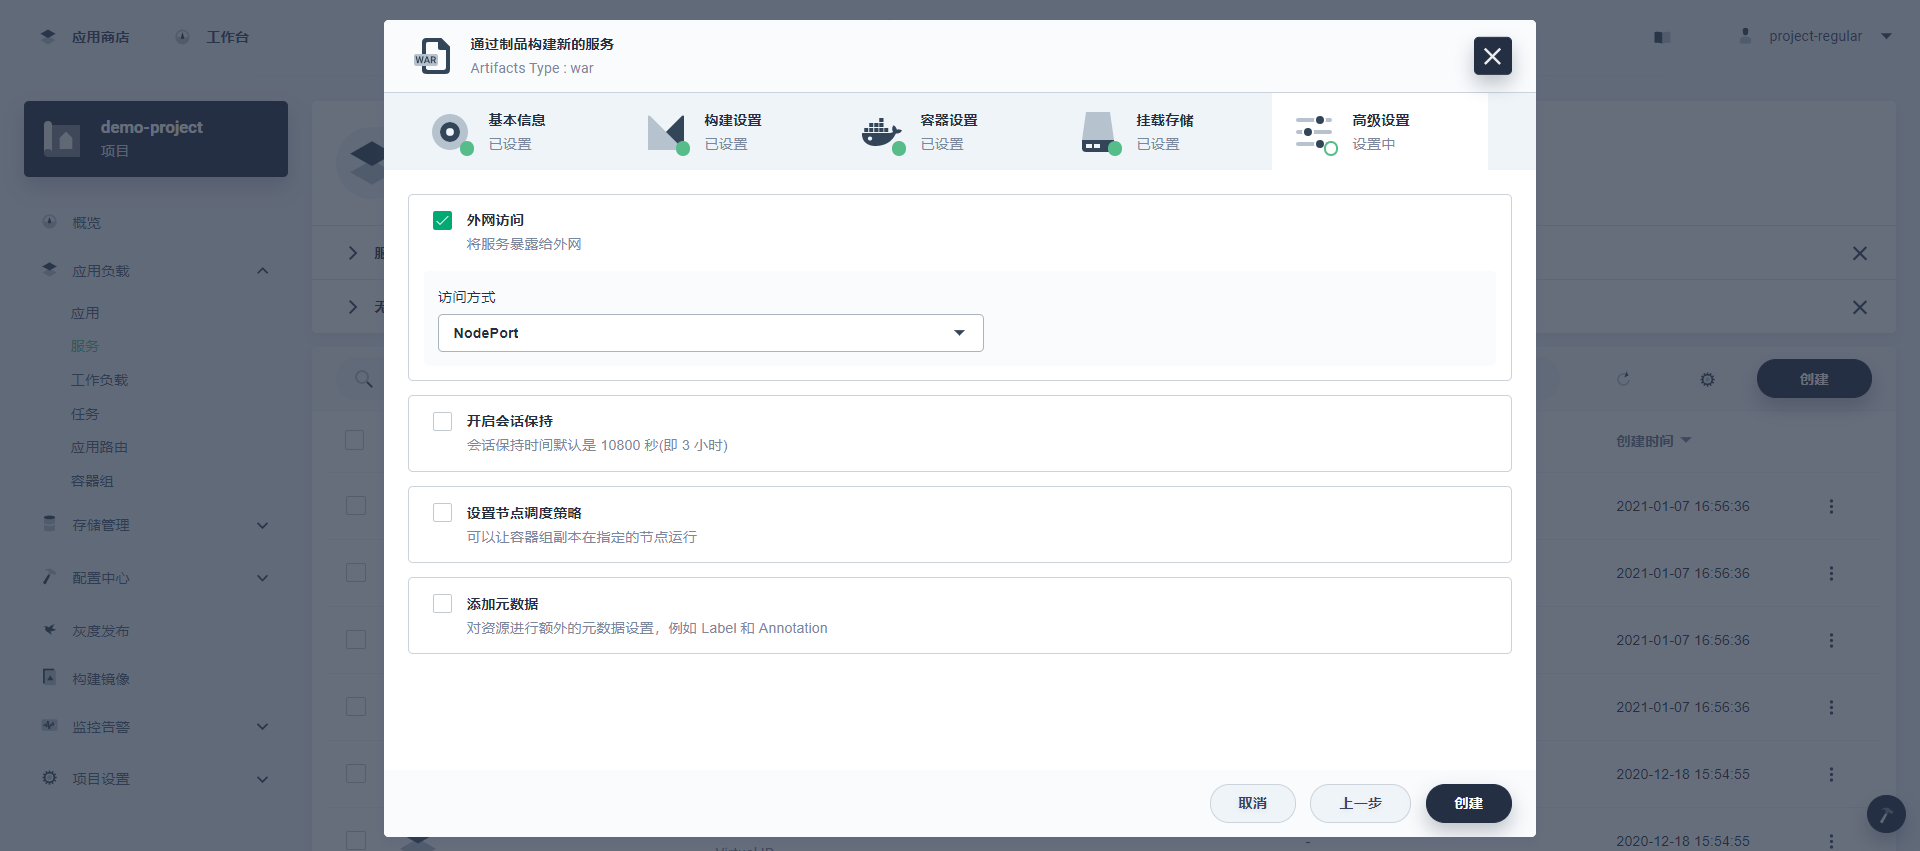 应用商店
工作台
project-regular
demo-project
项目
概览
应用负载
应用
服务
工作负载
任务
应用路由
容器组
存储管理
配置中心
灰度发布
构建镜像
监控告警
项目设置
WAR
通过制品构建新的服务
Artifacts Type : war
基本信息
已设置
构建设置
已设置
容器设置
已设置
挂载存储
已设置
高级设置
设置中
外网访问
将服务暴露给外网
访问方式
NodePort
开启会话保持
会话保持时间默认是 10800 秒(即 3 小时)
设置节点调度策略
可以让容器组副本在指定的节点运行
添加元数据
对资源进行额外的元数据设置，例如 Label 和 Annotation
取消
上一步
创建
创建
创建时间
2021-01-07 16:56:36
2021-01-07 16:56:36
2021-01-07 16:56:36
2021-01-07 16:56:36
2020-12-18 15:54:55
2020-12-18 15:54:55